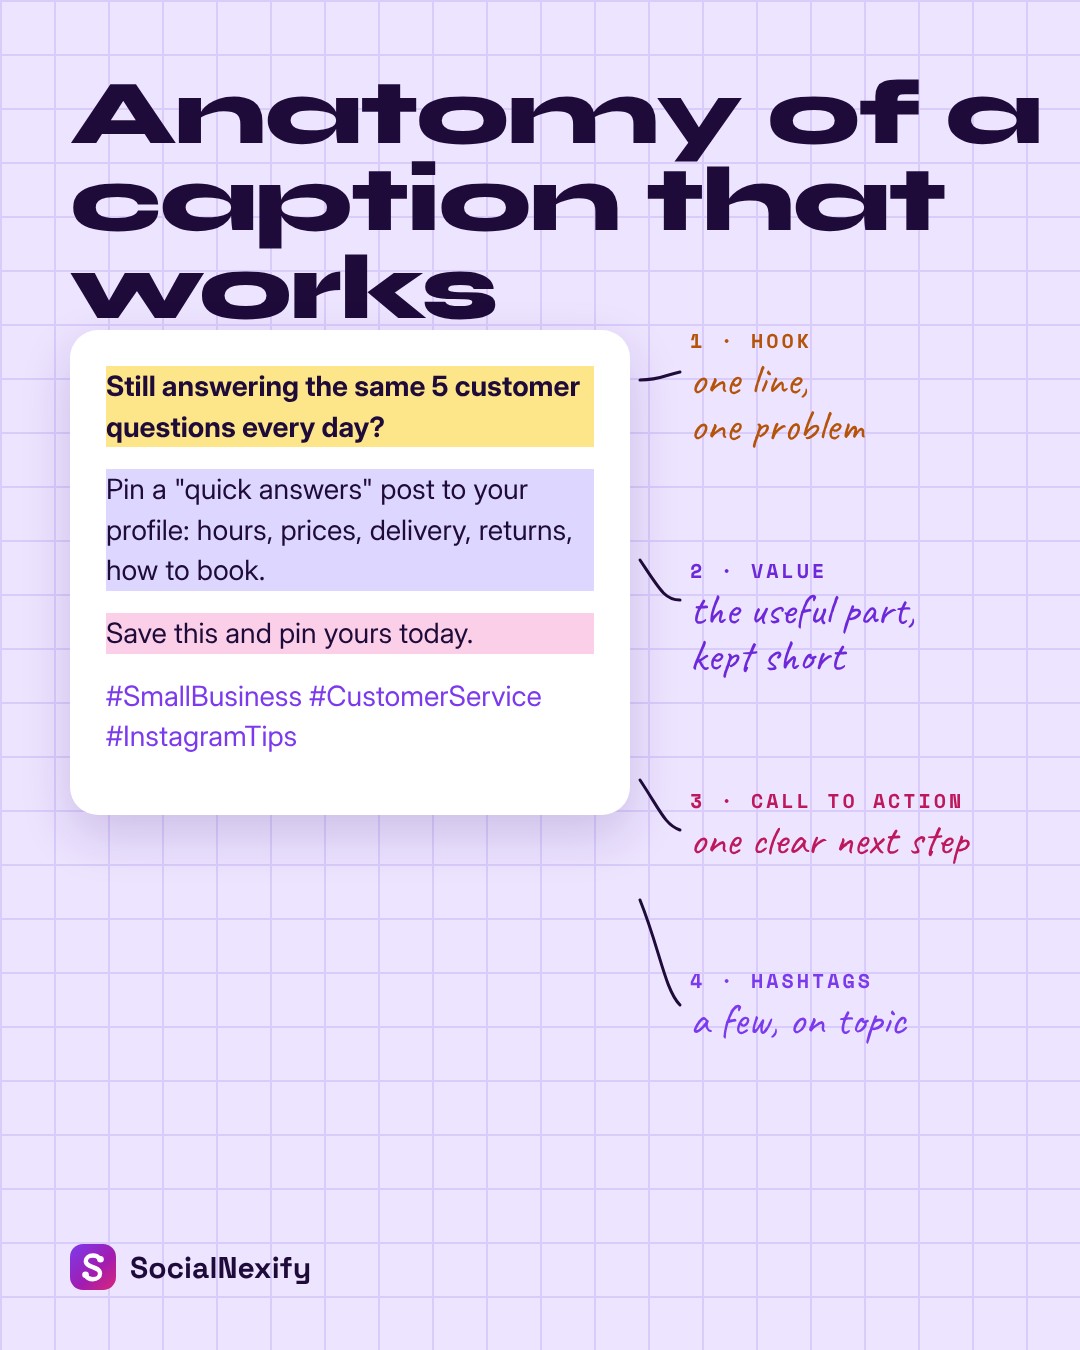 Anatomy of a
caption that
works
Still answering the same 5 customer
questions every day?
Pin a "quick answers" post to your
profile: hours, prices, delivery, returns,
how to book.
Save this and pin yours today.
#SmallBusiness #CustomerService
#InstagramTips
1 · HOOK
one line,
one problem
2 · VALUE
the useful part,
kept short
3 · CALL TO ACTION
one clear next step
4 · HASHTAGS
a few, on topic
S SocialNexify